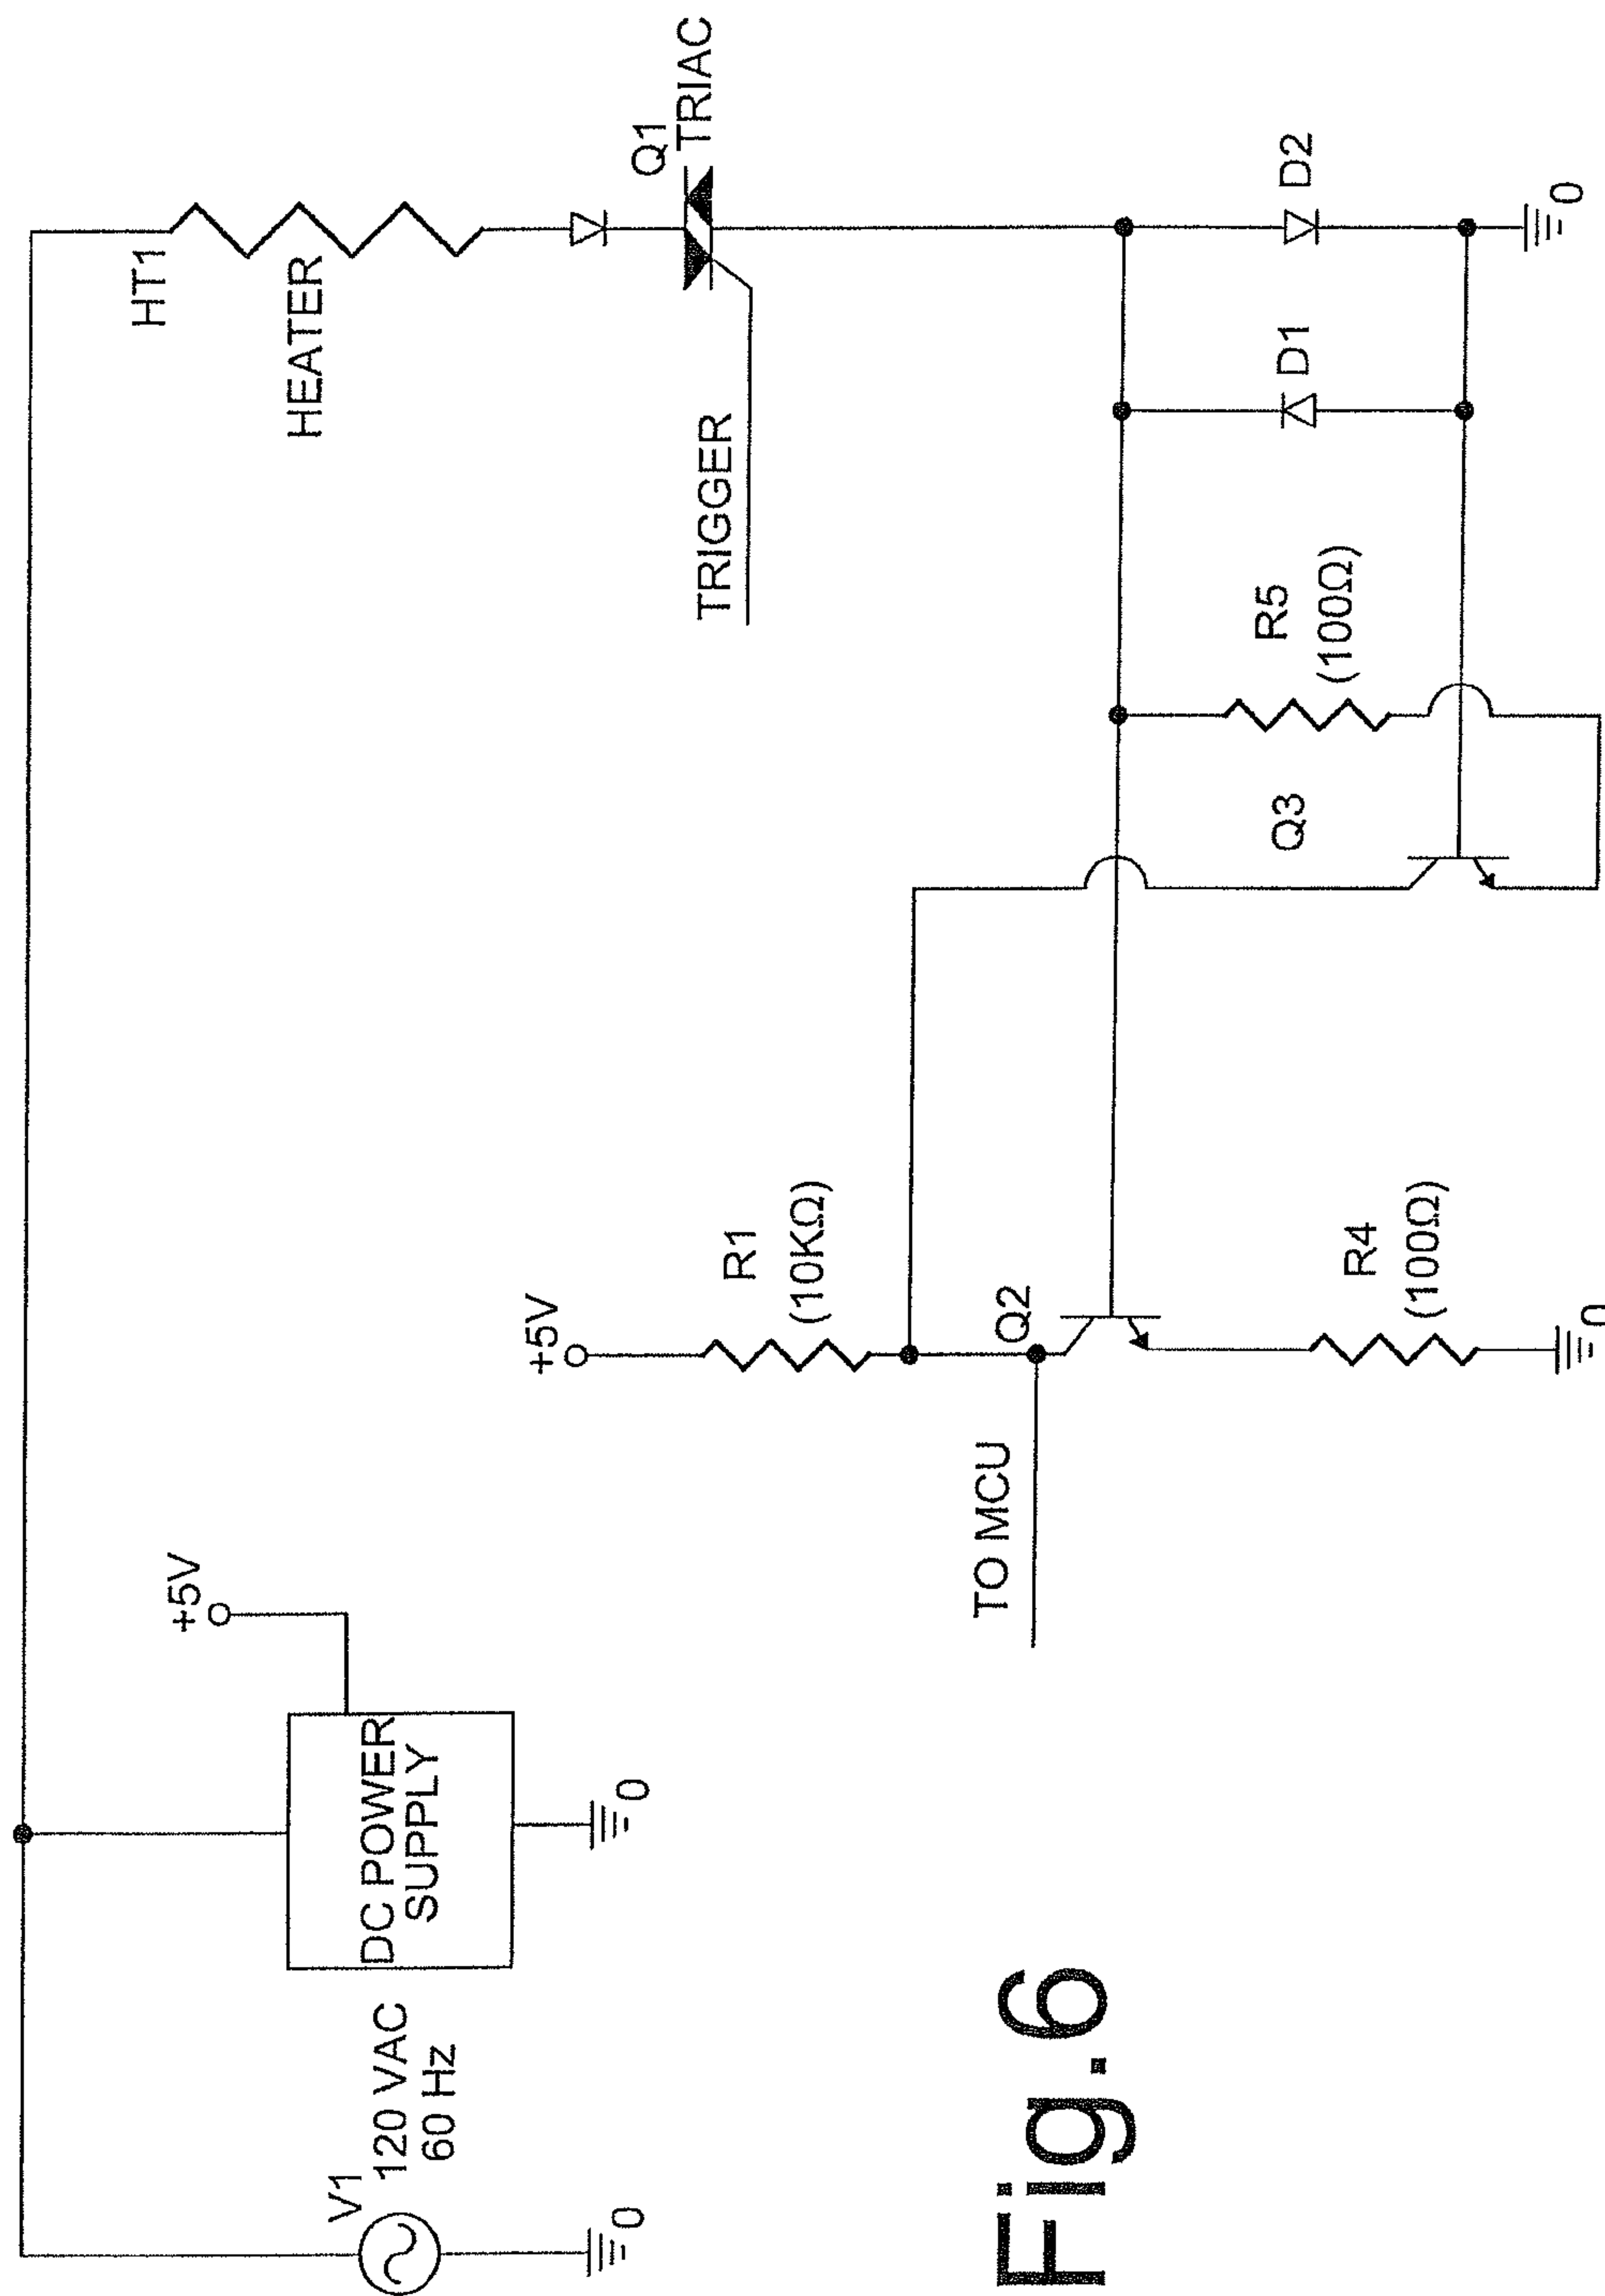 V1
120 VAC
60 Hz
0
DC POWER
SUPPLY
0
+5V
TO MCU
+5V
R1
(10KΩ)
Q2
R4
(100Ω)
0
Q3
R5
(100Ω)
HT1
HEATER
TRIGGER
Q1
TRIAC
D1
D2
0
Fig.6